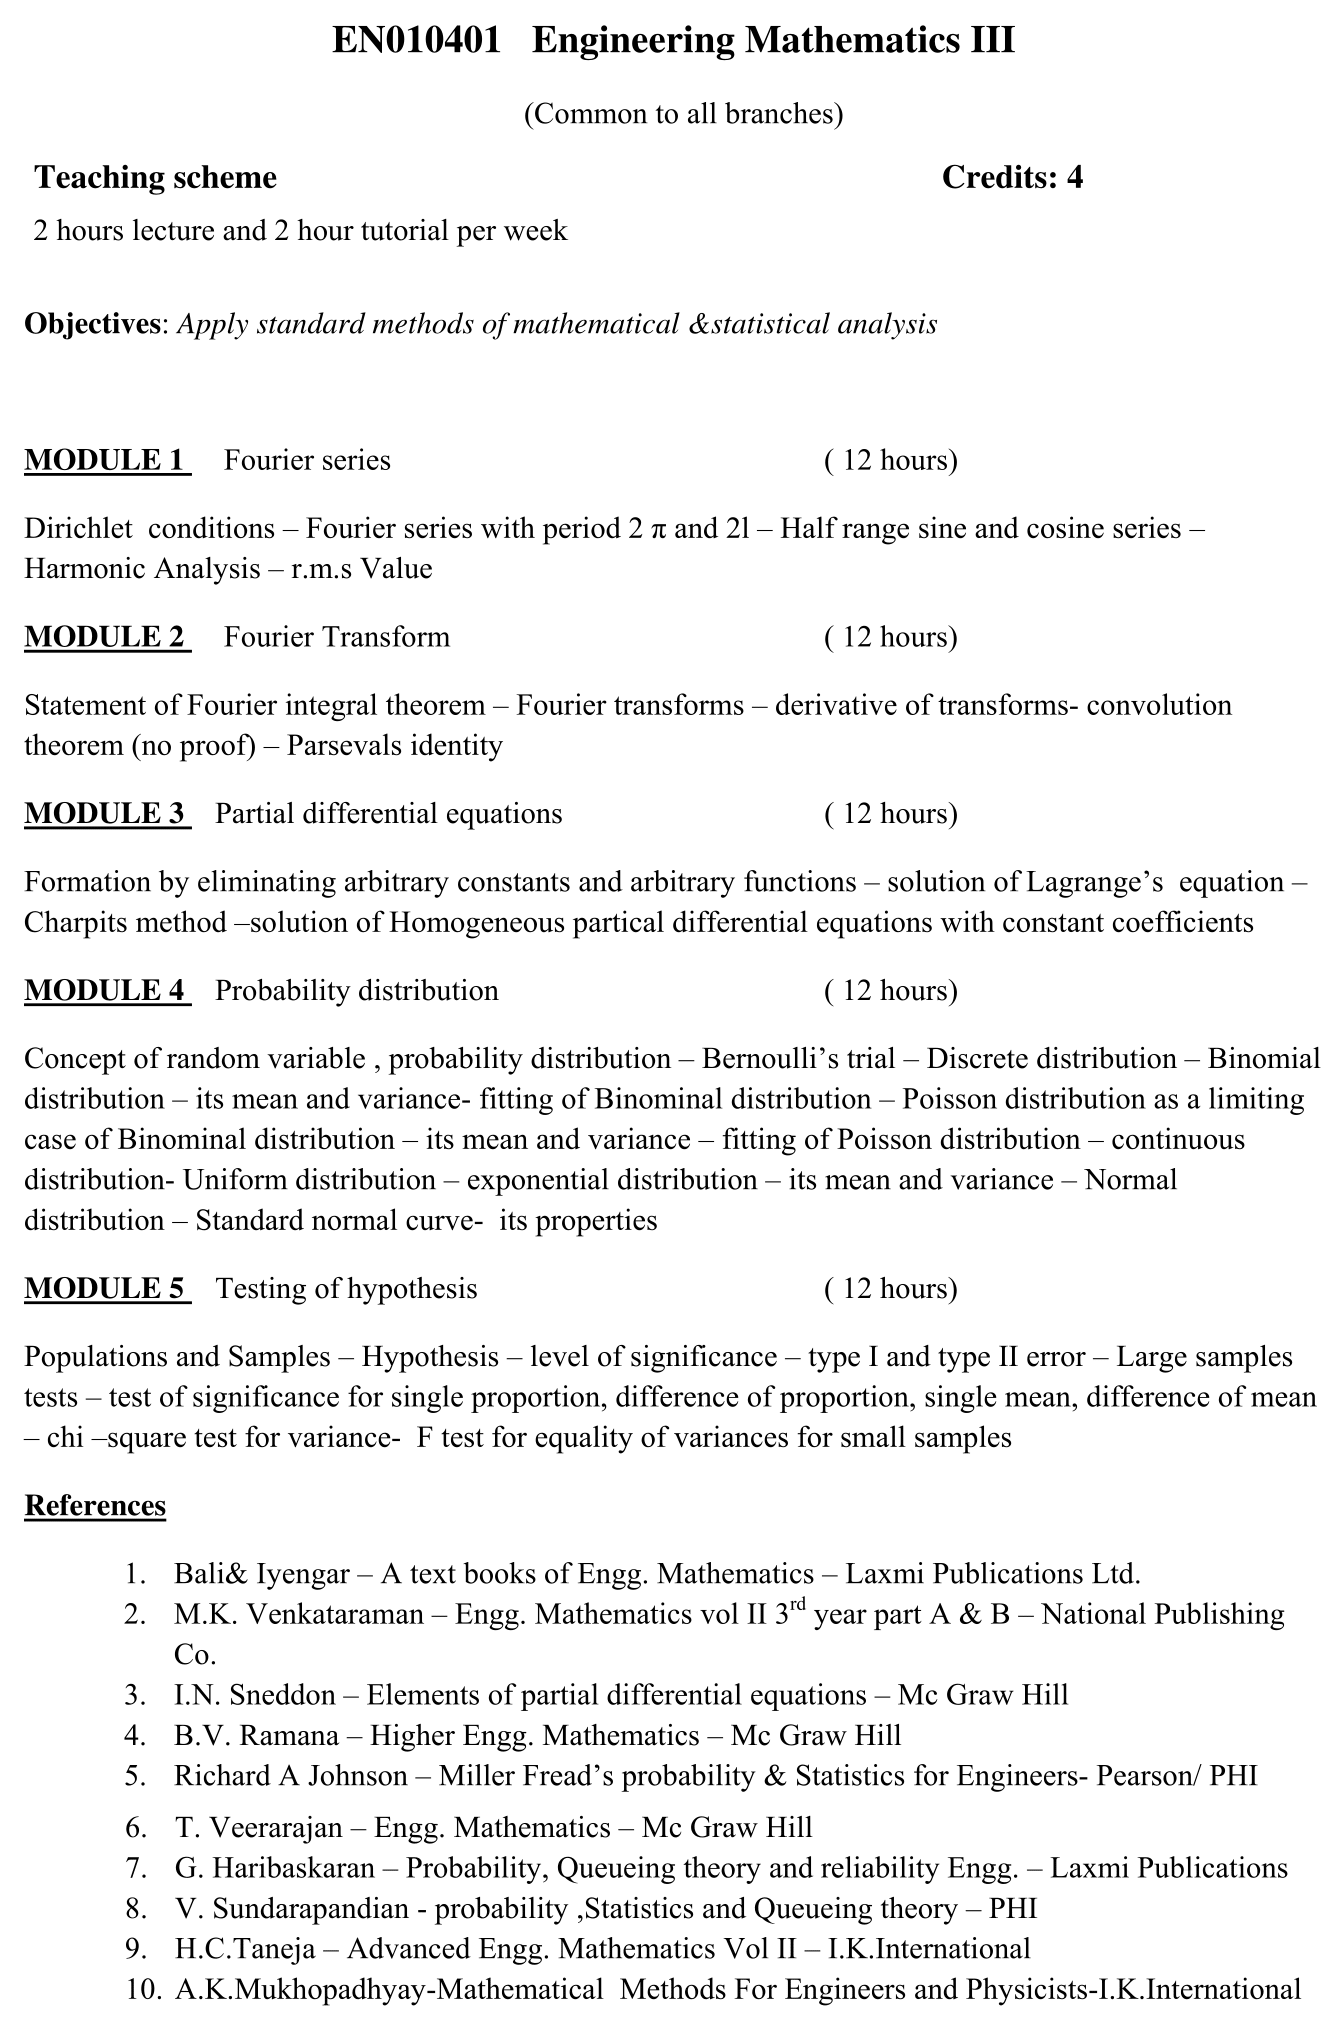 EN010401 Engineering Mathematics III
(Common to all branches)
Teaching scheme Credits: 4
2 hours lecture and 2 hour tutorial per week
Objectives: Apply standard methods of mathematical &statistical analysis
MODULE 1 Fourier series ( 12 hours)
Dirichlet conditions – Fourier series with period 2 π and 2l – Half range sine and cosine series –
Harmonic Analysis – r.m.s Value
MODULE 2 Fourier Transform ( 12 hours)
Statement of Fourier integral theorem – Fourier transforms – derivative of transforms- convolution
theorem (no proof) – Parsevals identity
MODULE 3 Partial differential equations ( 12 hours)
Formation by eliminating arbitrary constants and arbitrary functions – solution of Lagrange’s equation –
Charpits method –solution of Homogeneous partical differential equations with constant coefficients
MODULE 4 Probability distribution ( 12 hours)
Concept of random variable , probability distribution – Bernoulli’s trial – Discrete distribution – Binomial
distribution – its mean and variance- fitting of Binominal distribution – Poisson distribution as a limiting
case of Binominal distribution – its mean and variance – fitting of Poisson distribution – continuous
distribution- Uniform distribution – exponential distribution – its mean and variance – Normal
distribution – Standard normal curve- its properties
MODULE 5 Testing of hypothesis ( 12 hours)
Populations and Samples – Hypothesis – level of significance – type I and type II error – Large samples
tests – test of significance for single proportion, difference of proportion, single mean, difference of mean
– chi –square test for variance- F test for equality of variances for small samples
References
1. Bali& Iyengar – A text books of Engg. Mathematics – Laxmi Publications Ltd.
2. M.K. Venkataraman – Engg. Mathematics vol II 3rd year part A & B – National Publishing
Co.
3. I.N. Sneddon – Elements of partial differential equations – Mc Graw Hill
4. B.V. Ramana – Higher Engg. Mathematics – Mc Graw Hill
5. Richard A Johnson – Miller Fread’s probability & Statistics for Engineers- Pearson/ PHI
6. T. Veerarajan – Engg. Mathematics – Mc Graw Hill
7. G. Haribaskaran – Probability, Queueing theory and reliability Engg. – Laxmi Publications
8. V. Sundarapandian - probability ,Statistics and Queueing theory – PHI
9. H.C.Taneja – Advanced Engg. Mathematics Vol II – I.K.International
10. A.K.Mukhopadhyay-Mathematical Methods For Engineers and Physicists-I.K.International